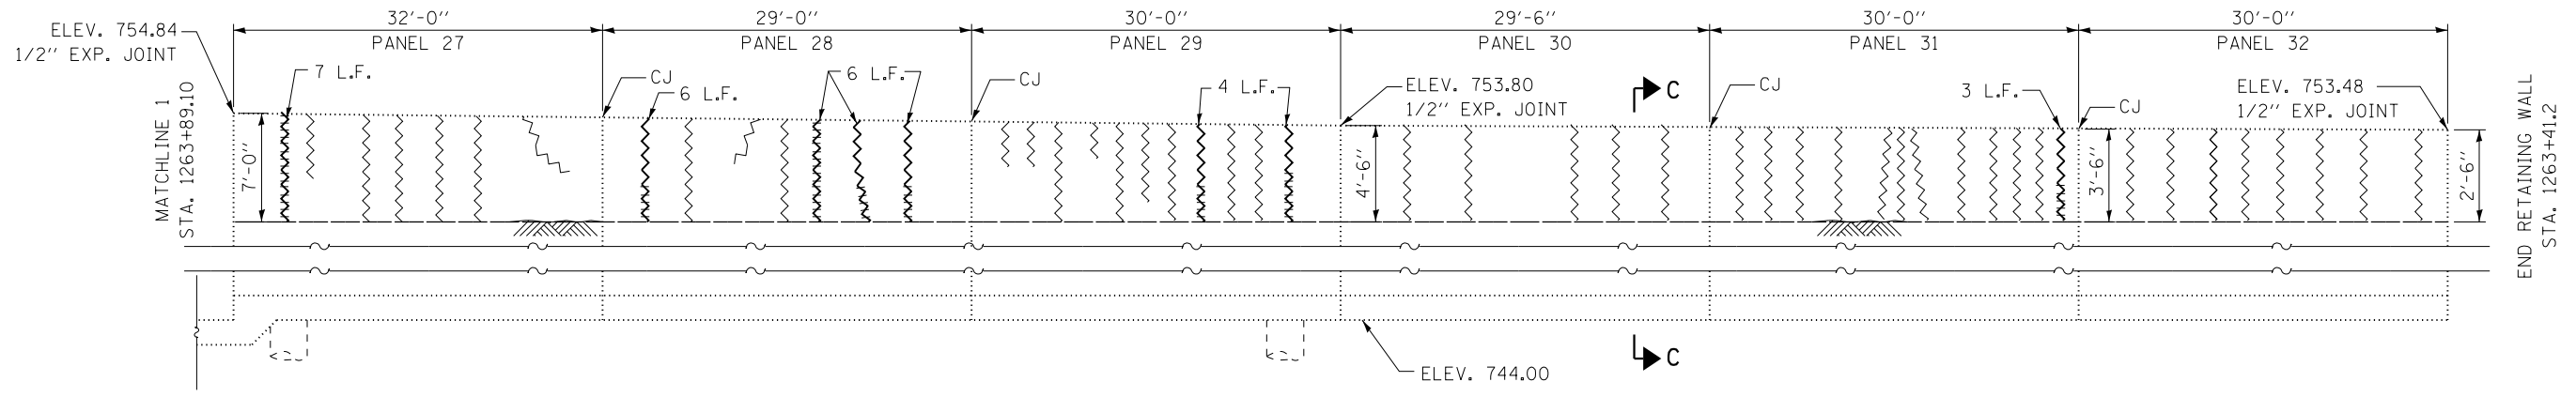 32'-0"
29'-0"
30'-0"
29'-6"
30'-0"
30'-0"
PANEL 27
PANEL 28
PANEL 29
PANEL 30
PANEL 31
PANEL 32
ELEV. 754.84
1/2" EXP. JOINT
MATCHLINE 1
STA. 1263+89.10
7 L.F.
7'-0"
CJ
6 L.F.
6 L.F.
CJ
4 L.F.
ELEV. 753.80
1/2" EXP. JOINT
4'-6"
C
CJ
3 L.F.
CJ
3'-6"
ELEV. 753.48
1/2" EXP. JOINT
2'-6"
END RETAINING WALL
STA. 1263+41.2
C
ELEV. 744.00